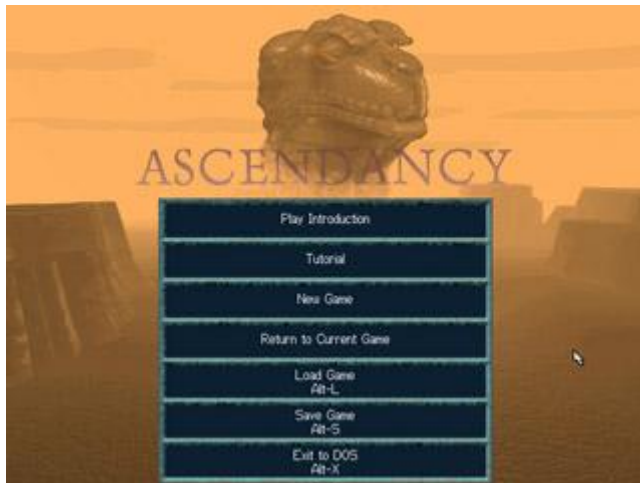 ASCENDANCY
Play Introduction
Tutorial
New Game
Return to Current Game
Load Game
Alt-L
Save Game
Alt-S
Exit to DOS
Alt-X